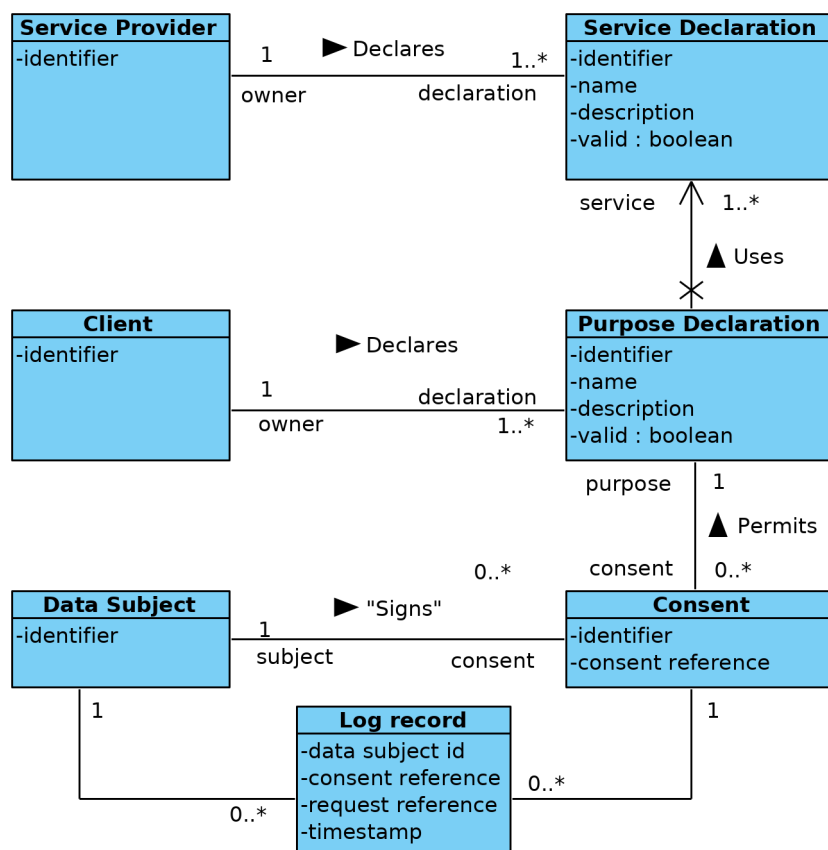 Service Provider
-identifier
1
► Declares
1..*
owner
declaration
Service Declaration
-identifier
-name
-description
-valid : boolean
service
1..*
▲ Uses
Client
-identifier
► Declares
1
declaration
owner
1..*
Purpose Declaration
-identifier
-name
-description
-valid : boolean
purpose
1
▲ Permits
consent
0..*
Data Subject
-identifier
0..*
► "Signs"
1
subject
consent
Consent
-identifier
-consent reference
1
1
Log record
-data subject id
-consent reference
-request reference
-timestamp
0..*
0..*